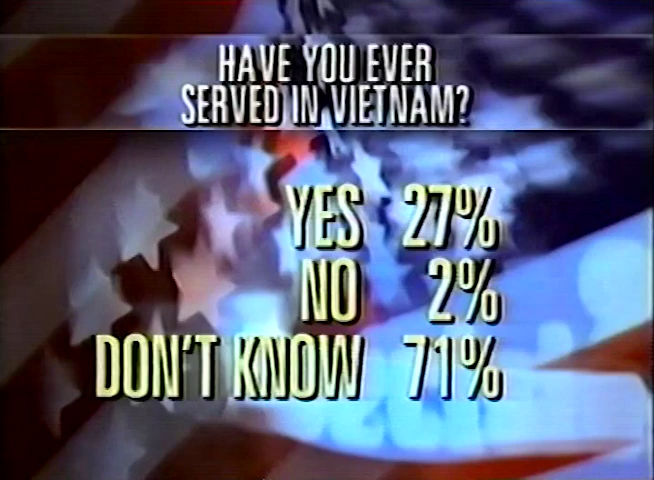 HAVE YOU EVER
SERVED IN VIETNAM?
YES 27%
NO 2%
DON'T KNOW 71%